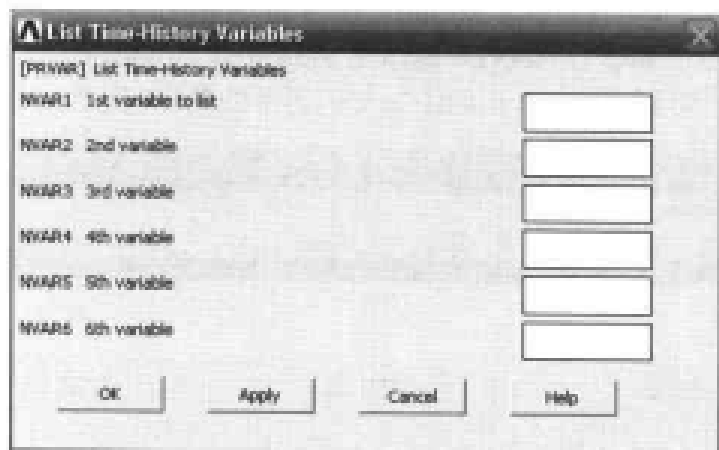 List Time-History Variables
[PRVAR] List Time-History Variables
NVAR1 1st variable to list
NVAR2 2nd variable
NVAR3 3rd variable
NVAR4 4th variable
NVAR5 5th variable
NVAR6 6th variable
OK Apply Cancel Help